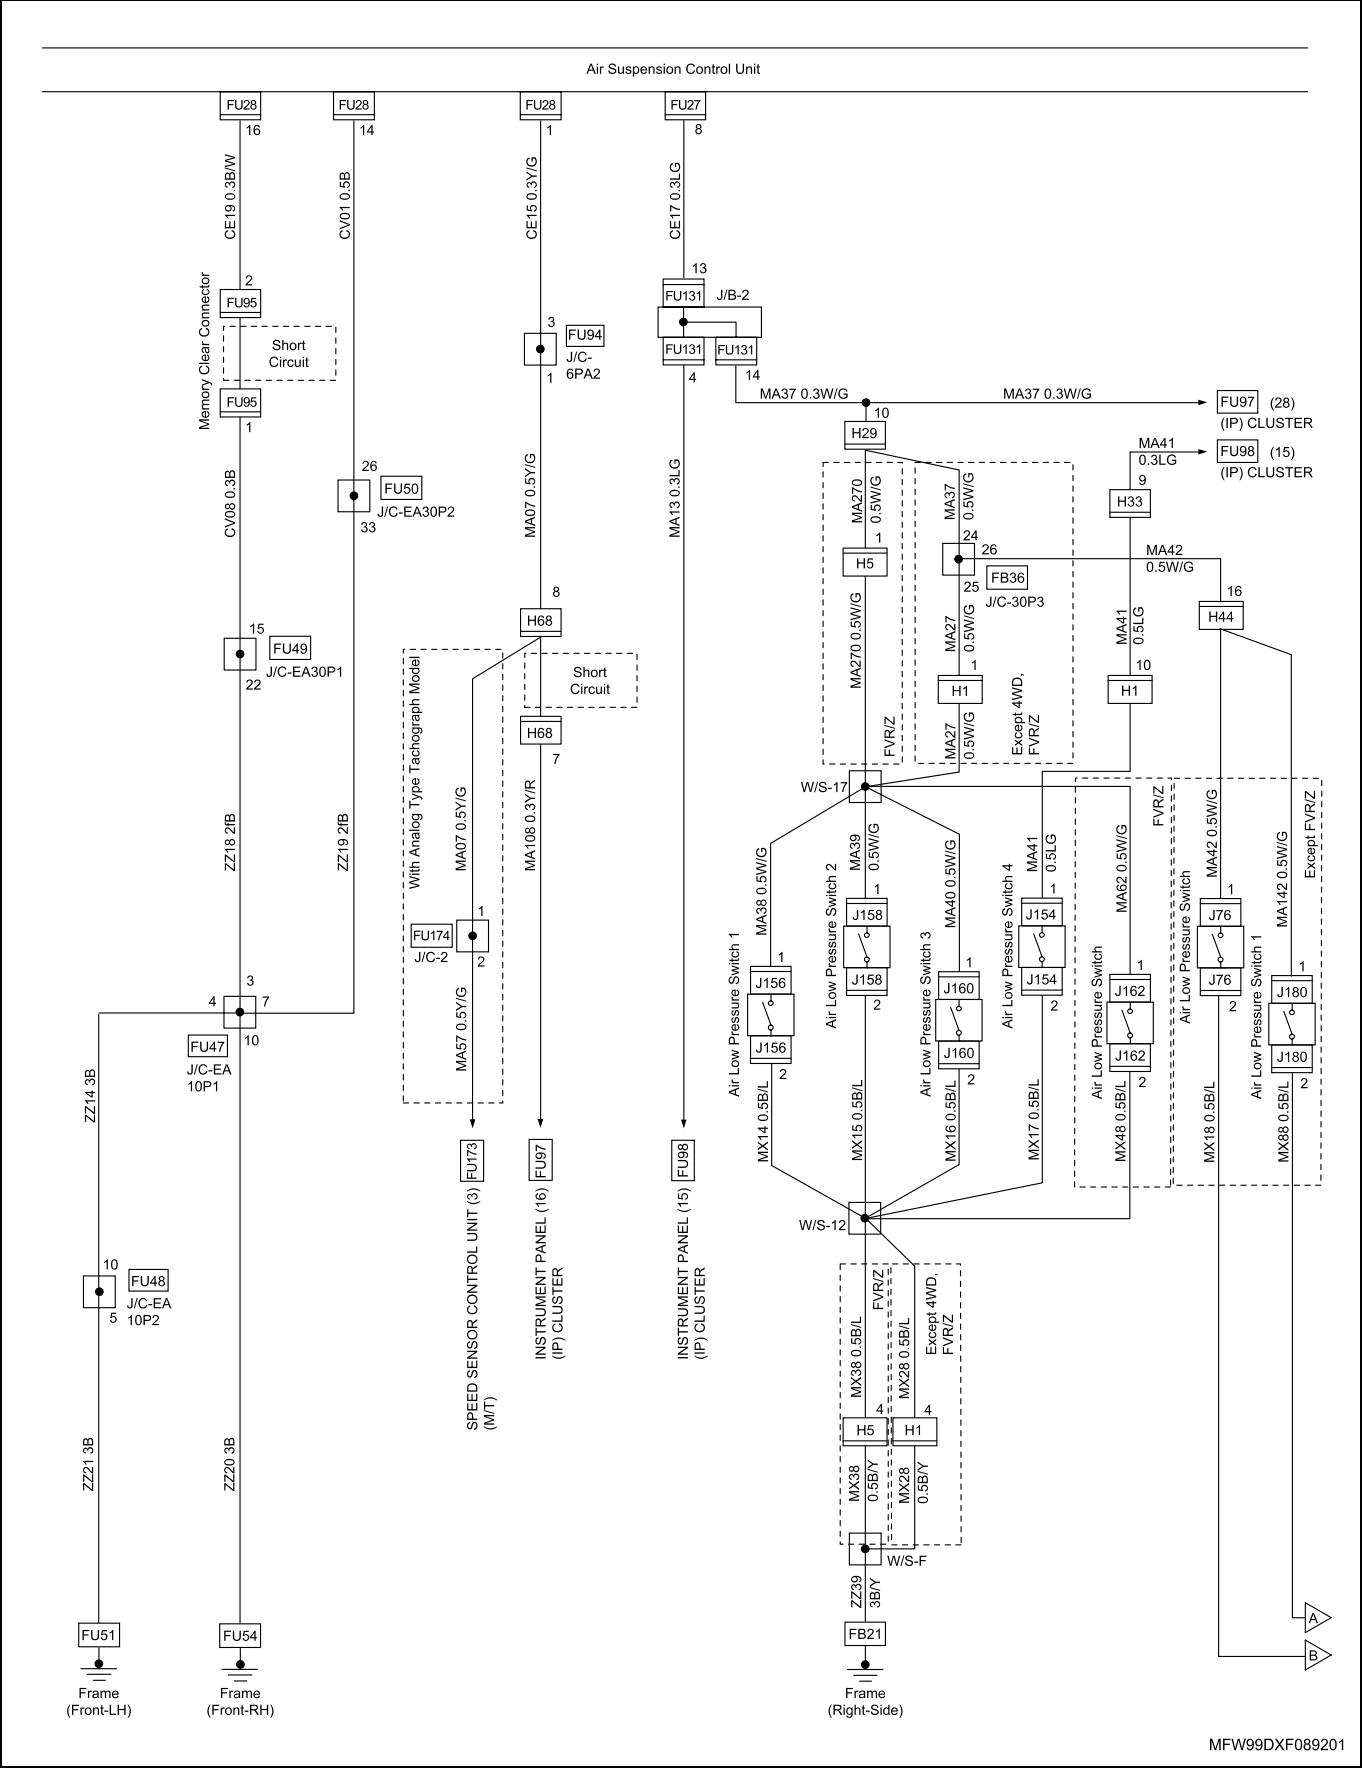 Air Suspension Control Unit
FU28
FU28
FU28
FU27
16
14
1
8
CE19 0.3B/W
CV01 0.5B
CE15 0.3Y/G
CE17 0.3LG
Memory Clear Connector
2
FU95
Short
Circuit
FU95
1
3
FU94
J/C-
6PA2
1
13
FU131
J/B-2
FU131
FU131
4
14
MA37 0.3W/G
MA37 0.3W/G
FU97
(28)
(IP) CLUSTER
10
H29
MA41
0.3LG
FU98
(15)
(IP) CLUSTER
CV08 0.3B
26
FU50
J/C-EA30P2
33
MA07 0.5Y/G
MA13 0.3LG
MA270
0.5W/G
MA37
0.5W/G
9
H33
1
H5
24
26
25
FB36
J/C-30P3
MA42
0.5W/G
16
H44
15
FU49
J/C-EA30P1
22
8
H68
Short
Circuit
H68
7
With Analog Type Tachograph Model
MA270 0.5W/G
FVR/Z
MA27
0.5W/G
1
H1
MA27
0.5W/G
Except 4WD,
FVR/Z
MA41
0.5LG
10
H1
W/S-17
ZZ18 2fB
ZZ19 2fB
MA07 0.5Y/G
MA108 0.3Y/R
MA38 0.5W/G
MA39
0.5W/G
MA40 0.5W/G
MA41
0.5LG
MA62 0.5W/G
FVR/Z
MA42 0.5W/G
MA142 0.5W/G
Except FVR/Z
1
FU174
J/C-2
2
MA57 0.5Y/G
Air Low Pressure Switch 1
1
J156
J156
2
Air Low Pressure Switch 2
1
J158
J158
2
Air Low Pressure Switch 3
1
J160
J160
2
Air Low Pressure Switch 4
1
J154
J154
2
Air Low Pressure Switch
1
J162
J162
2
Air Low Pressure Switch
1
J76
J76
2
Air Low Pressure Switch 1
1
J180
J180
2
3
4
7
10
FU47
J/C-EA
10P1
ZZ14 3B
MX14 0.5B/L
MX15 0.5B/L
MX16 0.5B/L
MX17 0.5B/L
MX48 0.5B/L
MX18 0.5B/L
MX88 0.5B/L
FU173
SPEED SENSOR CONTROL UNIT (3)
(M/T)
FU97
INSTRUMENT PANEL (16)
(IP) CLUSTER
FU98
INSTRUMENT PANEL (15)
(IP) CLUSTER
W/S-12
10
FU48
J/C-EA
10P2
5
MX38 0.5B/L
FVR/Z
MX28 0.5B/L
Except 4WD,
FVR/Z
4
H5
4
H1
ZZ21 3B
ZZ20 3B
MX38
0.5B/Y
MX28
0.5B/Y
W/S-F
ZZ39
3B/Y
FU51
FU54
FB21
A
B
Frame
(Front-LH)
Frame
(Front-RH)
Frame
(Right-Side)
MFW99DXF089201